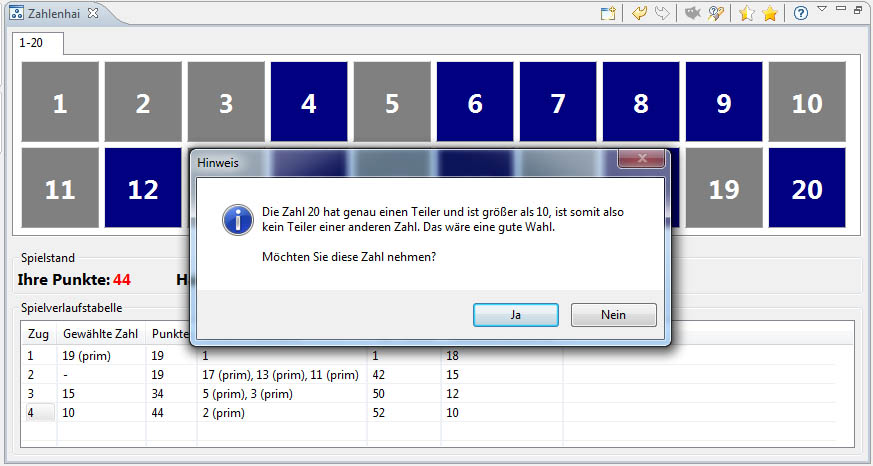 Zahlenhai
1-20
1 2 3 4 6 7 8 9 10
11 12 19 20
Hinweis
Die Zahl 20 hat genau einen Teiler und ist größer als 10, ist somit also
kein Teiler einer anderen Zahl. Das wäre eine gute Wahl.
Möchten Sie diese Zahl nehmen?
Ja Nein
Spielstand
Ihre Punkte: 44
Spielverlaufstabelle
Zug Gewählte Zahl Punkte
1 19 (prim) 19 1 1 18
2 - 19 17 (prim), 13 (prim), 11 (prim) 42 15
3 15 34 5 (prim), 3 (prim) 50 12
4 10 44 2 (prim) 52 10